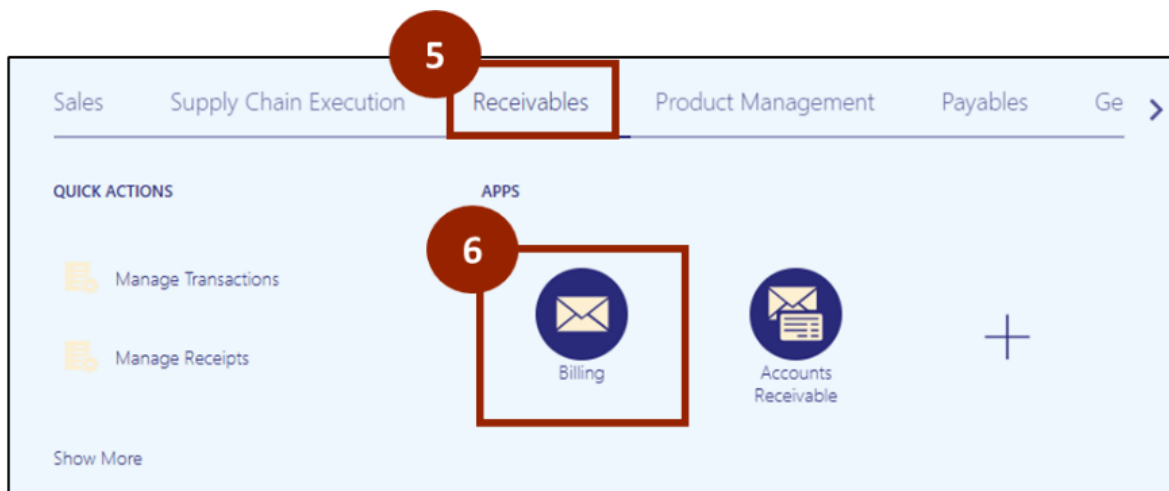 5
Sales Supply Chain Execution Receivables Product Management Payables Ge
QUICK ACTIONS APPS
6
Manage Transactions
Manage Receipts
Billing
Accounts
Receivable
Show More